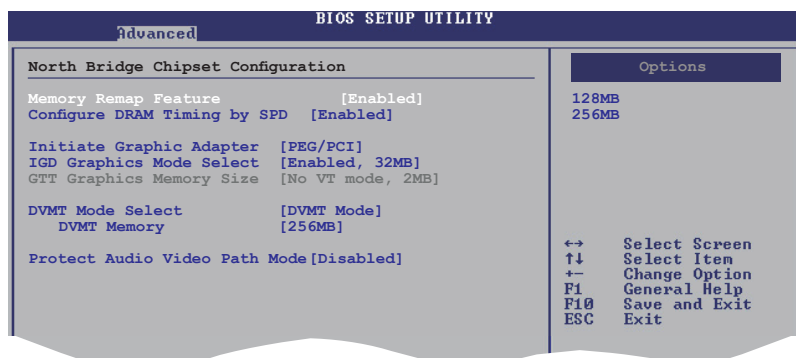 BIOS SETUP UTILITY
Advanced
North Bridge Chipset Configuration
Memory Remap Feature [Enabled]
Configure DRAM Timing by SPD [Enabled]
Initiate Graphic Adapter [PEG/PCI]
IGD Graphics Mode Select [Enabled, 32MB]
GTT Graphics Memory Size [No VT mode, 2MB]
DVMT Mode Select [DVMT Mode]
DVMT Memory [256MB]
Protect Audio Video Path Mode [Disabled]
Options
128MB
256MB
↔ Select Screen
↑↓ Select Item
+- Change Option
F1 General Help
F10 Save and Exit
ESC Exit